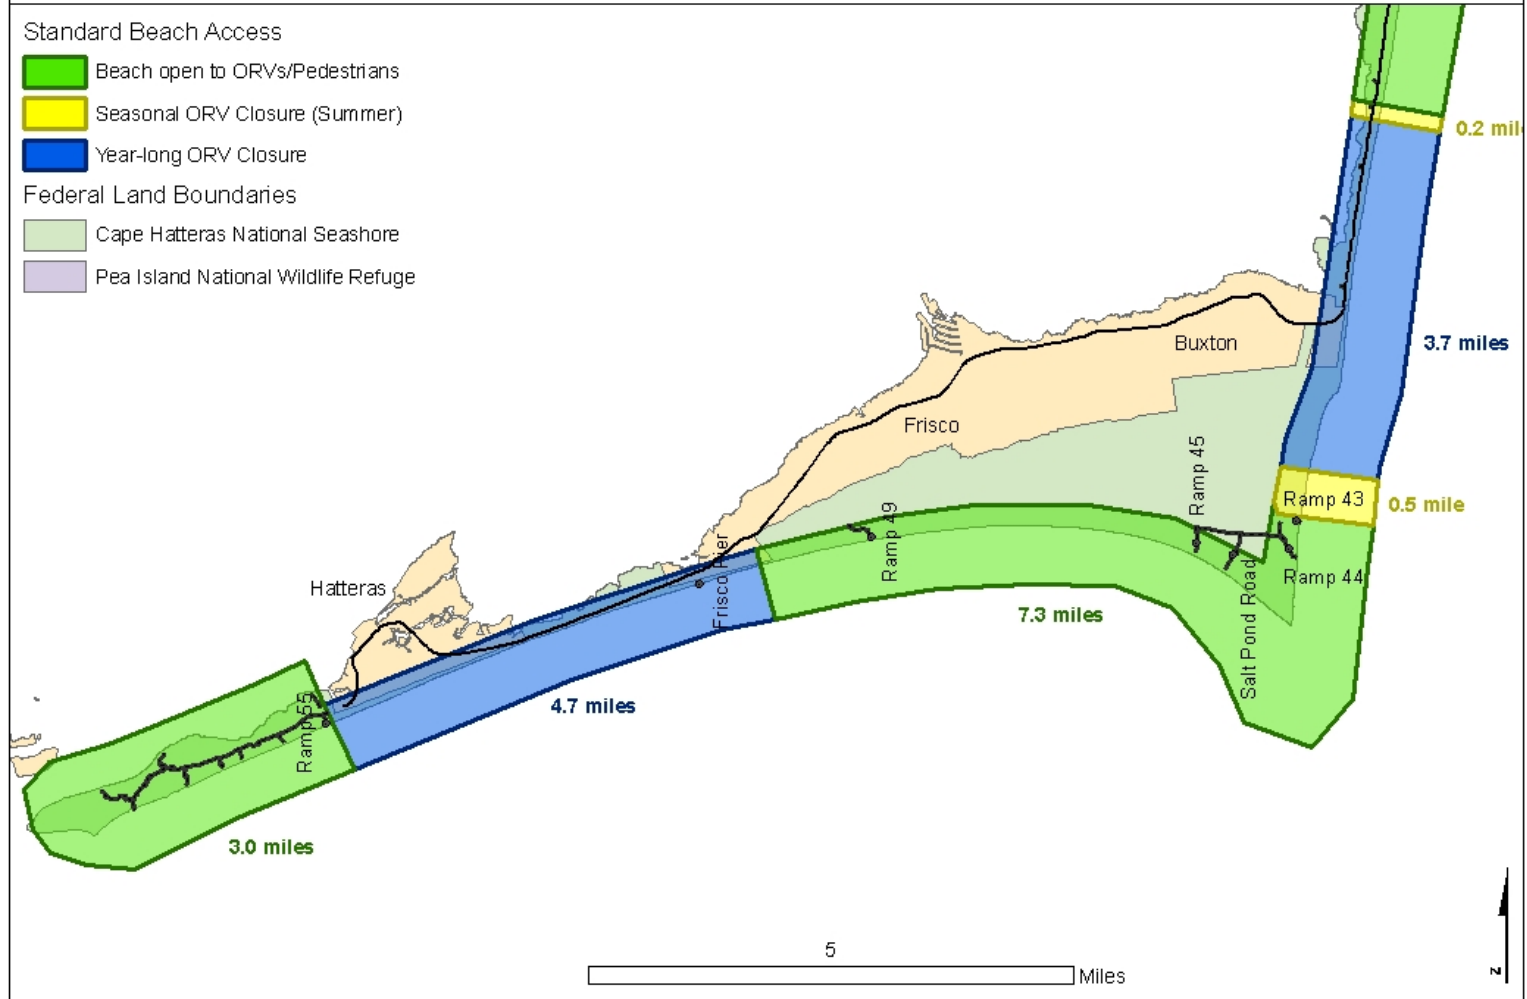 Standard Beach Access
Beach open to ORVs/Pedestrians
Seasonal ORV Closure (Summer)
Year-long ORV Closure
Federal Land Boundaries
Cape Hatteras National Seashore
Pea Island National Wildlife Refuge
0.2 mil
3.7 miles
Buxton
Frisco
Ramp 45
Ramp 43
0.5 mile
Ramp 49
Frisco Pier
Ramp 44
Hatteras
7.3 miles
Salt Pond Road
4.7 miles
Ramp 55
3.0 miles
5
Miles
z